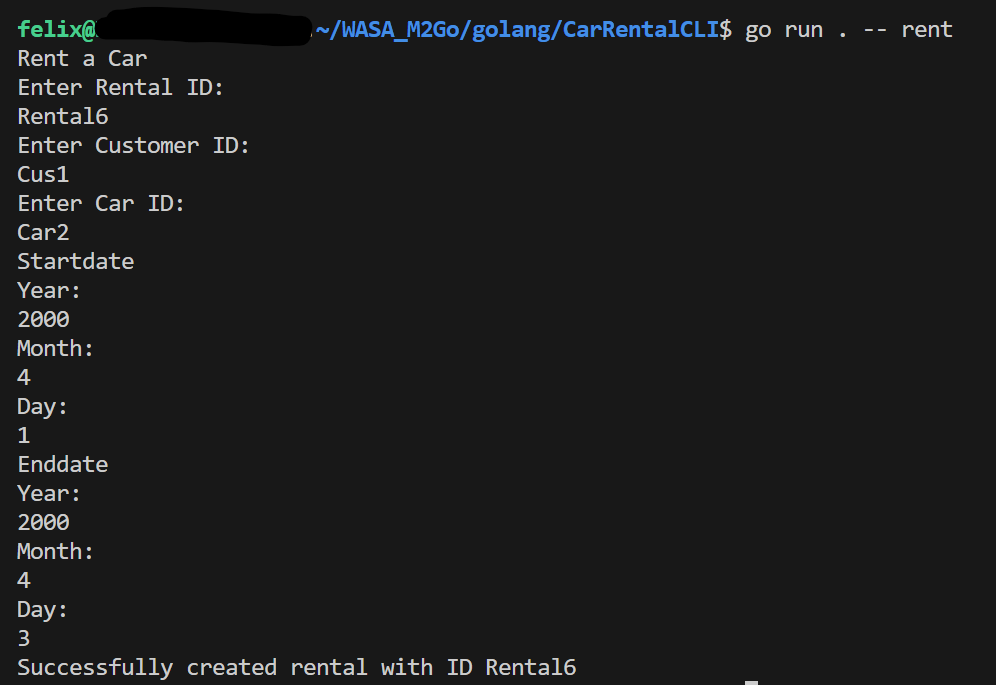 felix@ ~/WASA_M2Go/golang/CarRentalCLI$ go run . -- rent
Rent a Car
Enter Rental ID:
Rental6
Enter Customer ID:
Cus1
Enter Car ID:
Car2
Startdate
Year:
2000
Month:
4
Day:
1
Enddate
Year:
2000
Month:
4
Day:
3
Successfully created rental with ID Rental6